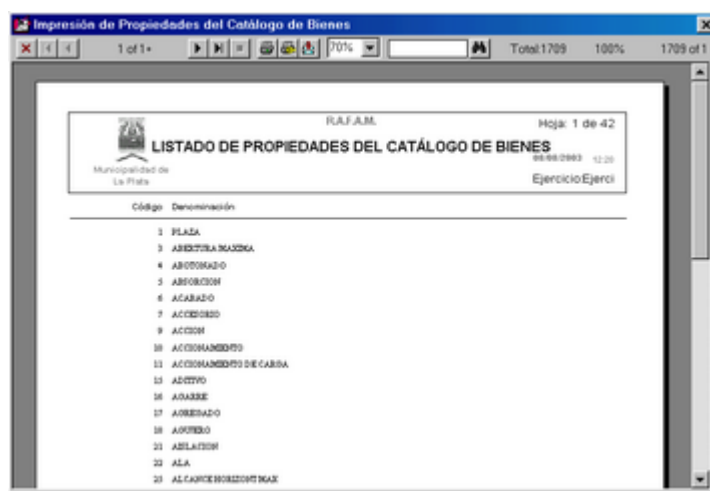 Impresión de Propiedades del Catálogo de Bienes
1 of 1+ 70% Total:1709 100% 1709 of 1
R.A.F.A.M. Hoja: 1 de 42
LISTADO DE PROPIEDADES DEL CATÁLOGO DE BIENES
12:20
Municipalidad de
La Plata
Ejercicio:Ejerci
Código Denominación
1 PLAZA
3 ABERTURA MAXIMA
4 ABOTONADO
5 ABSORCION
6 ACABADO
7 ACCESORIO
9 ACCION
10 ACCIONAMIENTO
11 ACCIONAMIENTO DE CARGA
15 ADITIVO
16 AGARRE
17 AGREGADO
18 AGUJERO
21 AISLACION
22 ALA
23 ALCANCE HORIZONT MAX